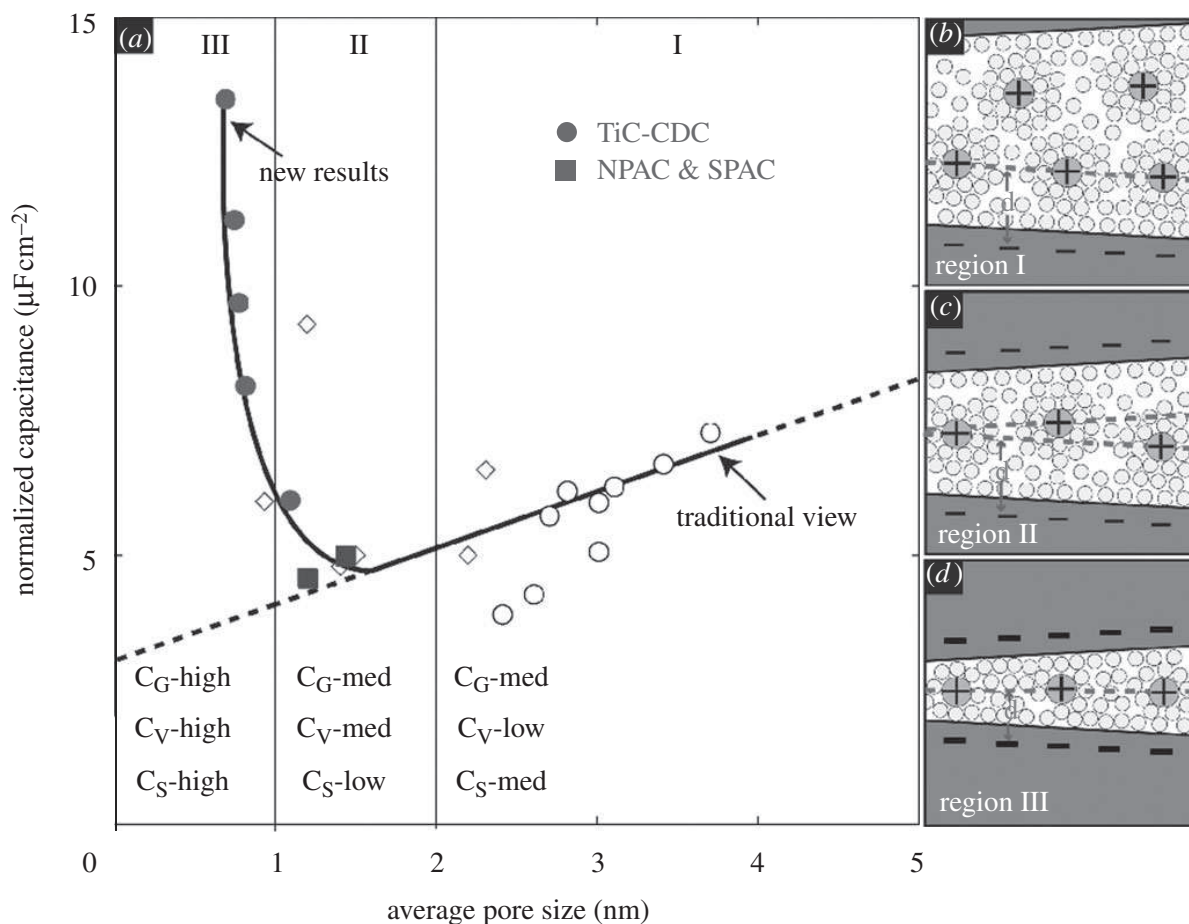 (a)
III
II
I
15
10
5
0
normalized capacitance (μFcm⁻²)
new results
TiC-CDC
NPAC & SPAC
traditional view
C_G-high
C_G-med
C_G-med
C_V-high
C_V-med
C_V-low
C_S-high
C_S-low
C_S-med
1
2
3
4
5
average pore size (nm)
(b)
+
+
+
+
+
d
region I
(c)
+
+
+
d
region II
(d)
+
+
+
d
region III